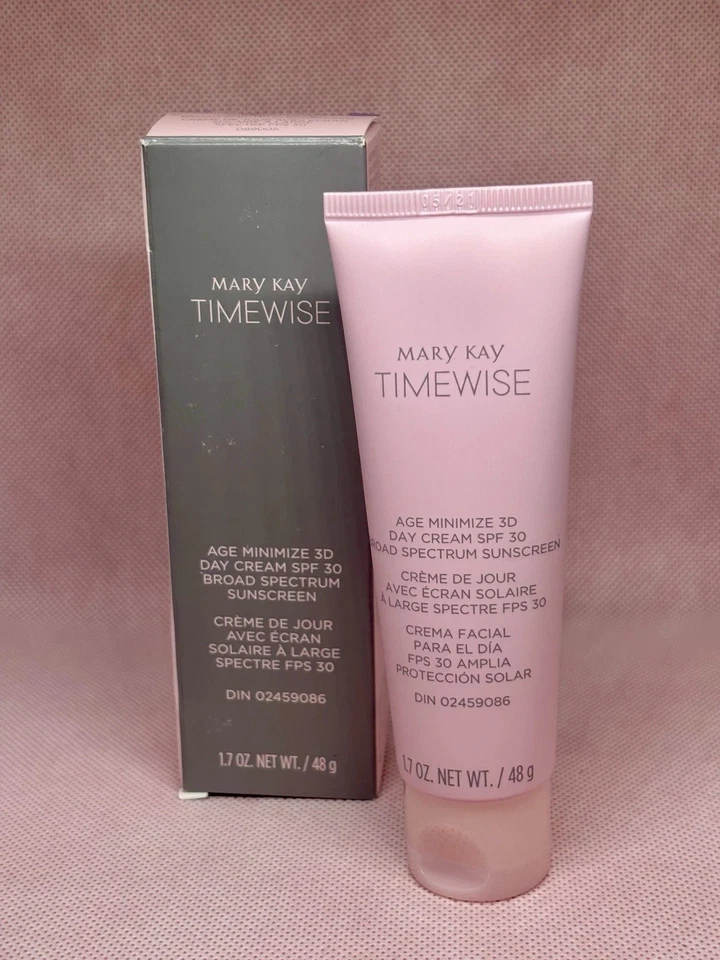 MARY KAY
TIMEWISE
AGE MINIMIZE 3D
DAY CREAM SPF 30
BROAD SPECTRUM
SUNSCREEN
CRÈME DE JOUR
AVEC ÉCRAN
SOLAIRE À LARGE
SPECTRE FPS 30
DIN 02459086
1.7 OZ. NET WT. / 48 g
05/21
MARY KAY
TIMEWISE
AGE MINIMIZE 3D
DAY CREAM SPF 30
ROAD SPECTRUM SUNSCREEN
CRÈME DE JOUR
AVEC ÉCRAN SOLAIRE
À LARGE SPECTRE FPS 30
CREMA FACIAL
PARA EL DÍA
FPS 30 AMPLIA
PROTECCIÓN SOLAR
DIN 02459086
1.7 OZ. NET WT. / 48 g